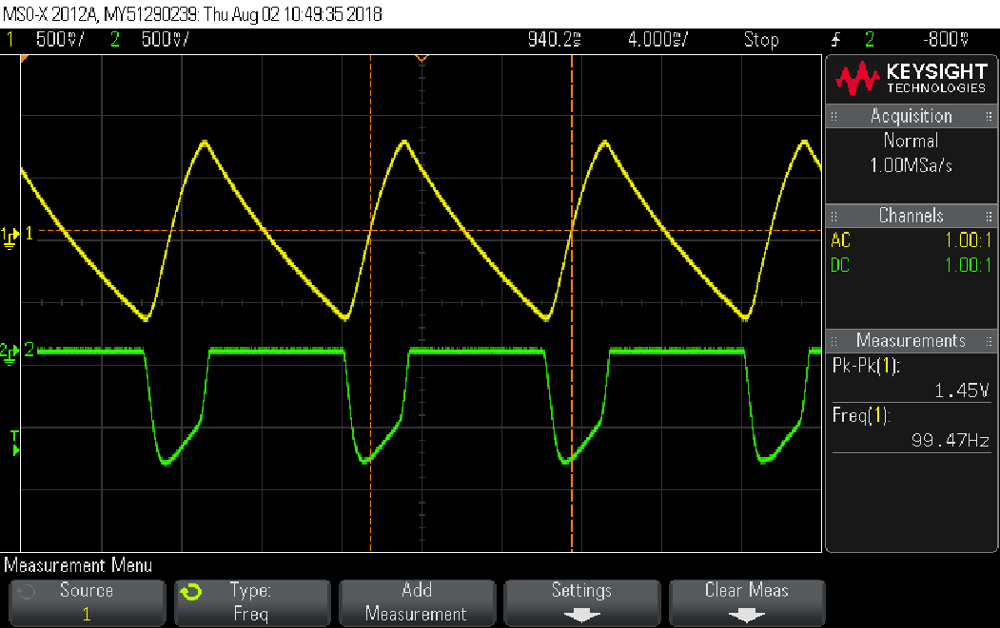 MSO-X 2012A, MY51290239: Thu Aug 02 10:49:35 2018
1 500mV/ 2 500mV/ 940.2ms 4.000ms/ Stop 2 -800mV
KEYSIGHT
TECHNOLOGIES
Acquisition
Normal
1.00MSa/s
Channels
AC 1.00:1
DC 1.00:1
Measurements
Pk-Pk(1):
1.45V
Freq(1):
99.47Hz
1 1
2 2
T
Measurement Menu
Source
1
Type:
Freq
Add
Measurement
Settings
Clear Meas